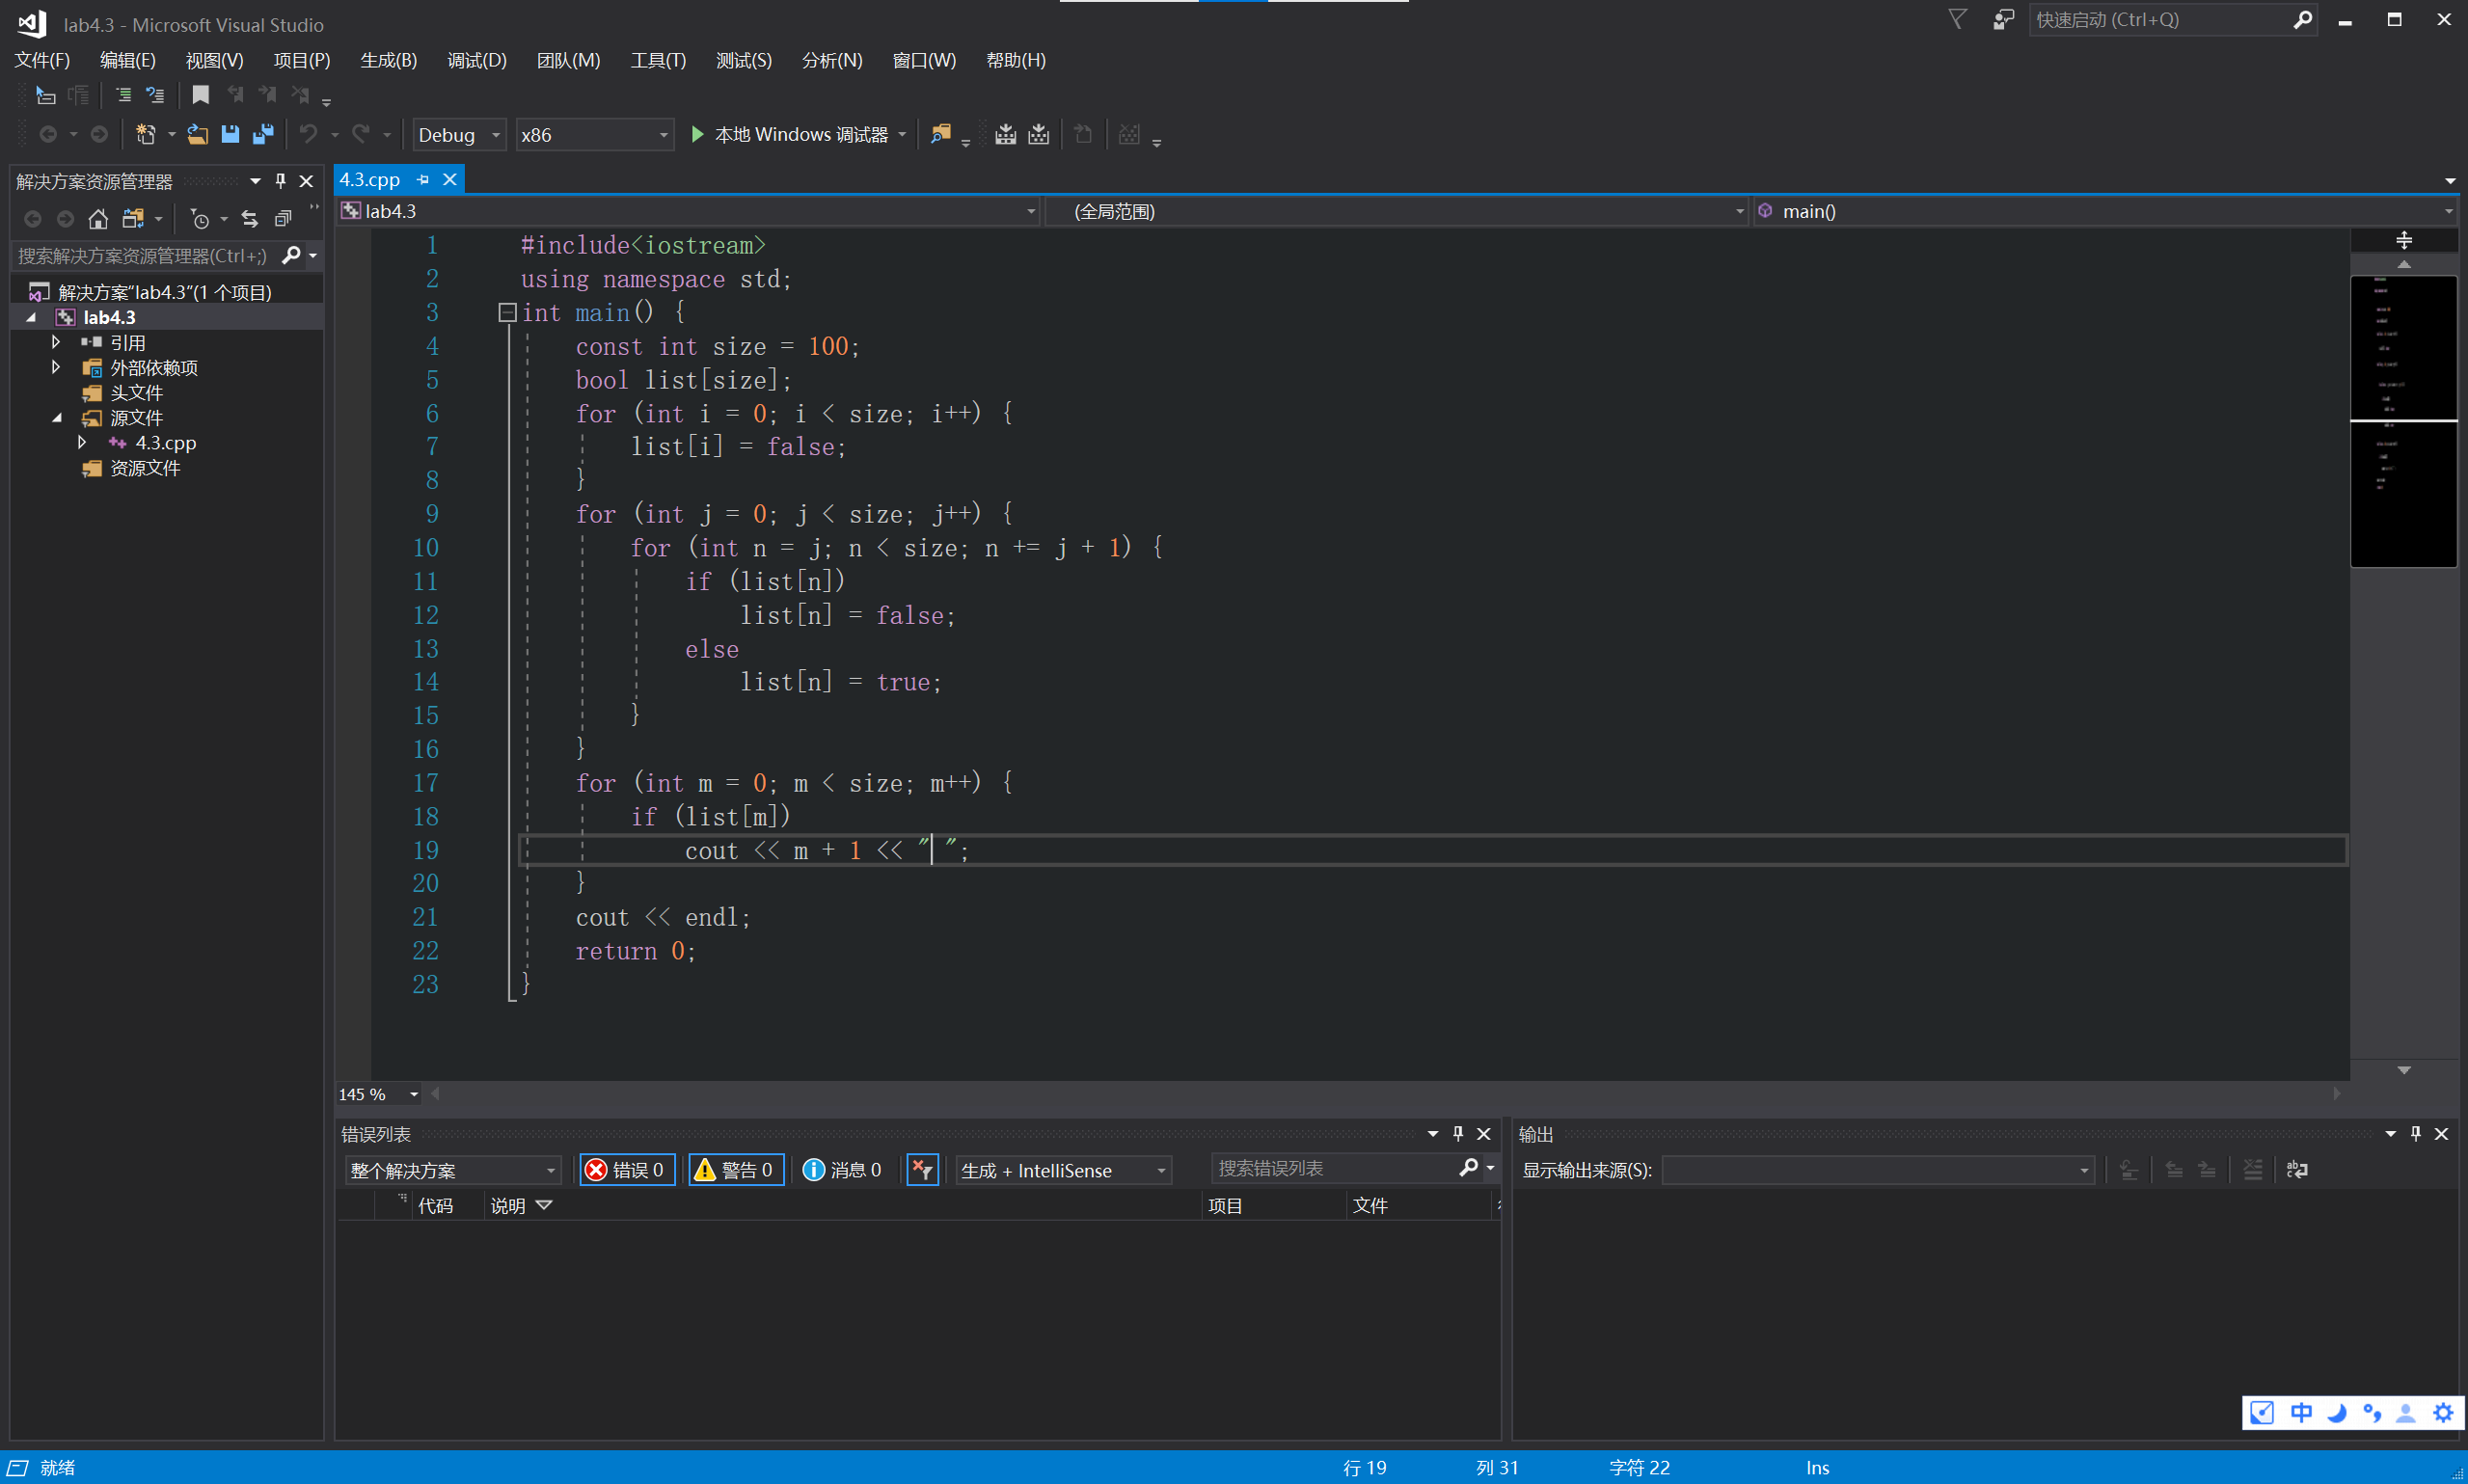 lab4.3 - Microsoft Visual Studio
快速启动 (Ctrl+Q)
文件(F) 编辑(E) 视图(V) 项目(P) 生成(B) 调试(D) 团队(M) 工具(T) 测试(S) 分析(N) 窗口(W) 帮助(H)
Debug x86 本地 Windows 调试器
解决方案资源管理器
搜索解决方案资源管理器(Ctrl+;)
解决方案"lab4.3"(1 个项目)
lab4.3
引用
外部依赖项
头文件
源文件
4.3.cpp
资源文件
4.3.cpp
lab4.3 (全局范围) main()
1 #include<iostream>
2 using namespace std;
3 int main() {
4 const int size = 100;
5 bool list[size];
6 for (int i = 0; i < size; i++) {
7 list[i] = false;
8 }
9 for (int j = 0; j < size; j++) {
10 for (int n = j; n < size; n += j + 1) {
11 if (list[n])
12 list[n] = false;
13 else
14 list[n] = true;
15 }
16 }
17 for (int m = 0; m < size; m++) {
18 if (list[m])
19 cout << m + 1 << " ";
20 }
21 cout << endl;
22 return 0;
23 }
145 %
错误列表
整个解决方案 错误 0 警告 0 消息 0 生成 + IntelliSense 搜索错误列表
代码 说明 项目 文件
输出
显示输出来源(S):
中
就绪 行 19 列 31 字符 22 Ins